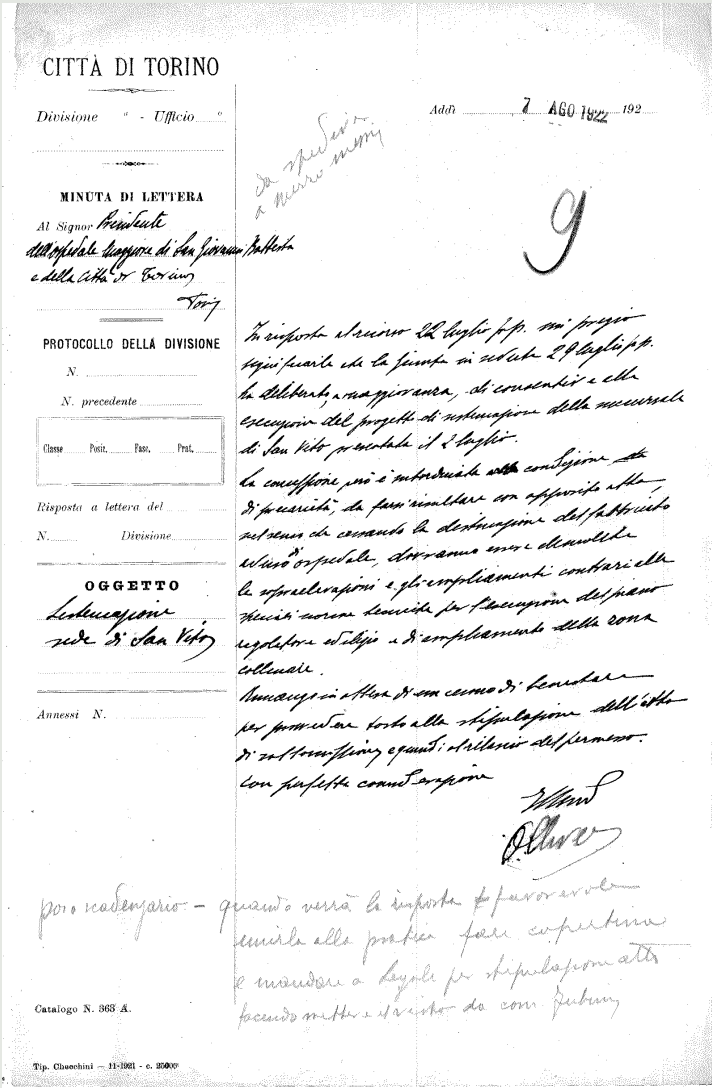 CITTÀ DI TORINO
Divisione " - Ufficio "
Addì 7 AGO 1922 192
da spedirsi
a mezzo messi
9
MINUTA DI LETTERA
Al Signor Presidente
dell'ospedale Maggiore di San Giovanni Battista
e della Città di Torino
Torino
PROTOCOLLO DELLA DIVISIONE
N.
N. precedente
Classe Posiz. Fasc. Prat.
Risposta a lettera del
N. Divisione
OGGETTO
Sistemazione
sede di San Vito
Annessi N.
In risposta al ricorso 22 luglio p.p. mi pregio
significarle che la Giunta in seduta 29 luglio p.p.
ha deliberato, a maggioranza, di consentire alla
esecuzione del progetto di sistemazione della succursale
di San Vito presentato il 2 luglio.
La concessione però è subordinata alla condizione
di precarietà, da farsi risultare con apposito atto,
nel senso che cessando la destinazione del fabbricato
ad uso di ospedale, dovranno essere demolite
le sopraelevazioni e gli ampliamenti contrari alle
speciali norme tecniche per l'esecuzione del piano
regolatore edilizio e di ampliamento della zona
collinare.
Rimango in attesa di un cenno di benestare
per provvedere tosto alla stipulazione dell'atto
di sottomissione, e quindi al rilascio del permesso.
Con perfetta considerazione
poso scadenzario - quando verrà la risposta favorevole
unirla alla pratica fare copertina
e mandare a Legale per stipulazione atto
facendo mettere il visto da com.
Catalogo N. 363 A.
Tip. Checchini — 11-1921 - c. 25000